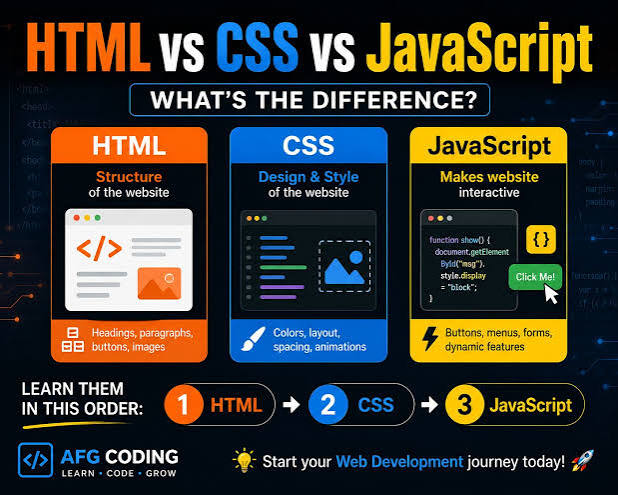 HTML vs CSS vs JavaScript
WHAT'S THE DIFFERENCE?
HTML
Structure
of the website
</>
Headings, paragraphs,
buttons, images
CSS
Design & Style
of the website
Colors, layout,
spacing, animations
JavaScript
Makes website
interactive
function show() {
document.getElement
ById("msg").
style.display
= "block";
}
{ }
Click Me!
Buttons, menus, forms,
dynamic features
LEARN THEM
IN THIS ORDER:
1 HTML → 2 CSS → 3 JavaScript
</> AFG CODING
LEARN • CODE • GROW
Start your Web Development journey today!
<html>
<head>
body {